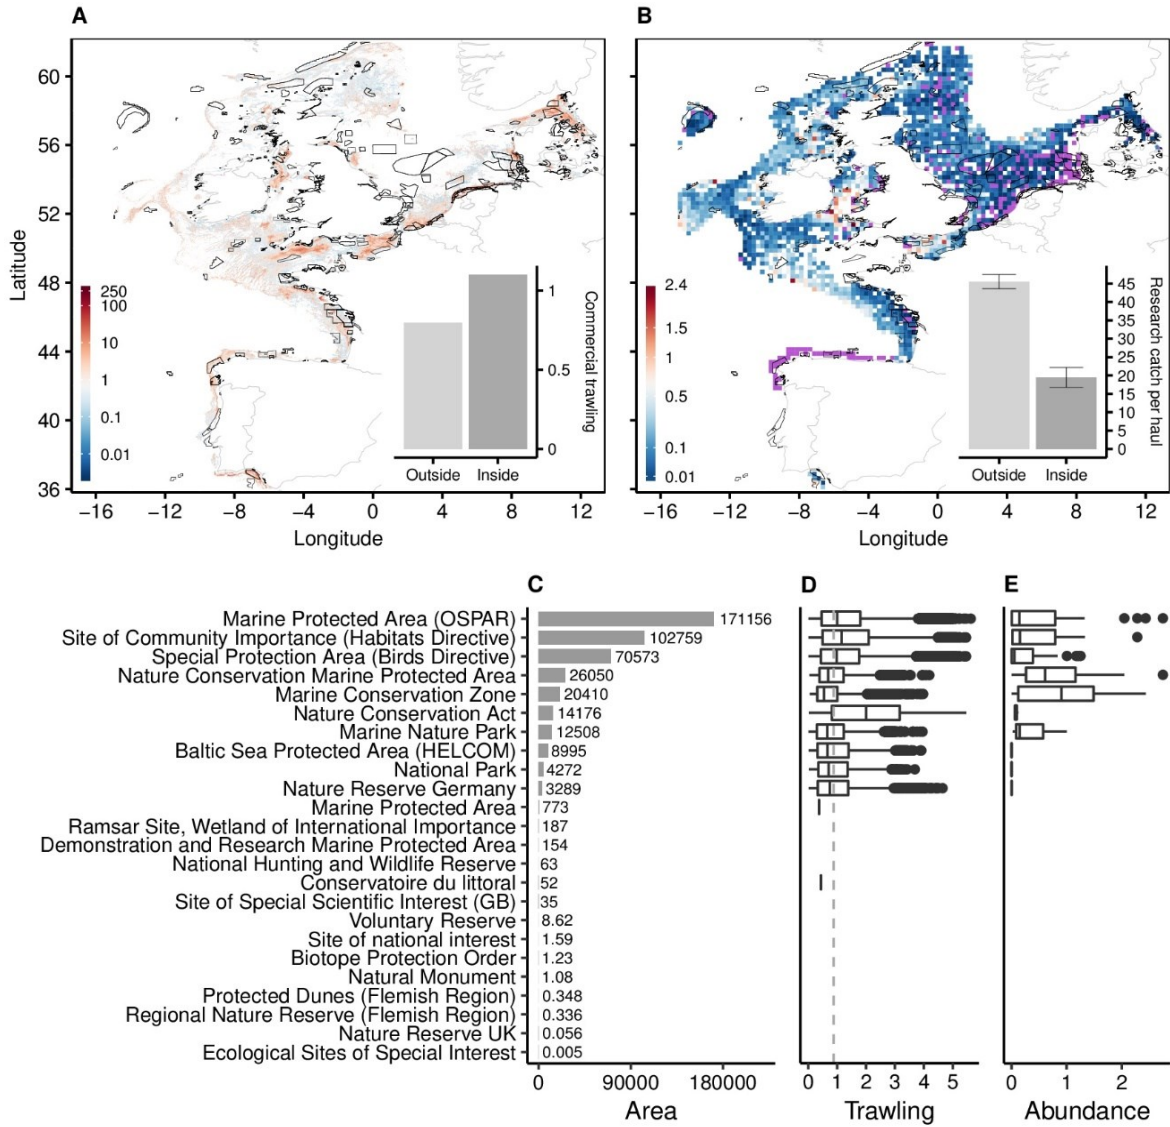 A
B
60
56
52
48
44
40
36
Latitude
−16
−12
−8
−4
0
4
8
12
Longitude
250
100
10
1
0.1
0.01
1
0.5
0
Commercial trawling
Outside
Inside
2.4
1.5
1
0.5
0.1
0.01
45
40
35
30
25
20
15
10
5
0
Research catch per haul
Outside
Inside
−16
−12
−8
−4
0
4
8
12
Longitude
C
D
E
Marine Protected Area (OSPAR) 171156
Site of Community Importance (Habitats Directive) 102759
Special Protection Area (Birds Directive) 70573
Nature Conservation Marine Protected Area 26050
Marine Conservation Zone 20410
Nature Conservation Act 14176
Marine Nature Park 12508
Baltic Sea Protected Area (HELCOM) 8995
National Park 4272
Nature Reserve Germany 3289
Marine Protected Area 773
Ramsar Site, Wetland of International Importance 187
Demonstration and Research Marine Protected Area 154
National Hunting and Wildlife Reserve 63
Conservatoire du littoral 52
Site of Special Scientific Interest (GB) 35
Voluntary Reserve 8.62
Site of national interest 1.59
Biotope Protection Order 1.23
Natural Monument 1.08
Protected Dunes (Flemish Region) 0.348
Regional Nature Reserve (Flemish Region) 0.336
Nature Reserve UK 0.056
Ecological Sites of Special Interest 0.005
0 90000 180000
Area
0 1 2 3 4 5
Trawling
0 1 2
Abundance